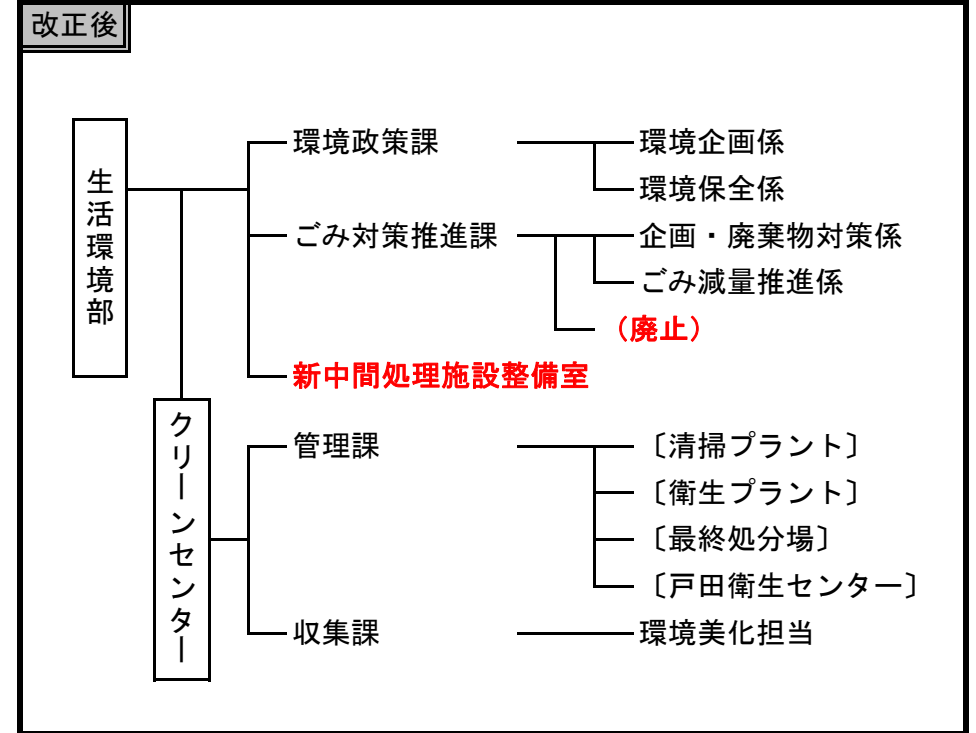 改正後
生活環境部
環境政策課
環境企画係
環境保全係
ごみ対策推進課
企画・廃棄物対策係
ごみ減量推進係
（廃止）
新中間処理施設整備室
クリーンセンター
管理課
〔清掃プラント〕
〔衛生プラント〕
〔最終処分場〕
〔戸田衛生センター〕
収集課
環境美化担当